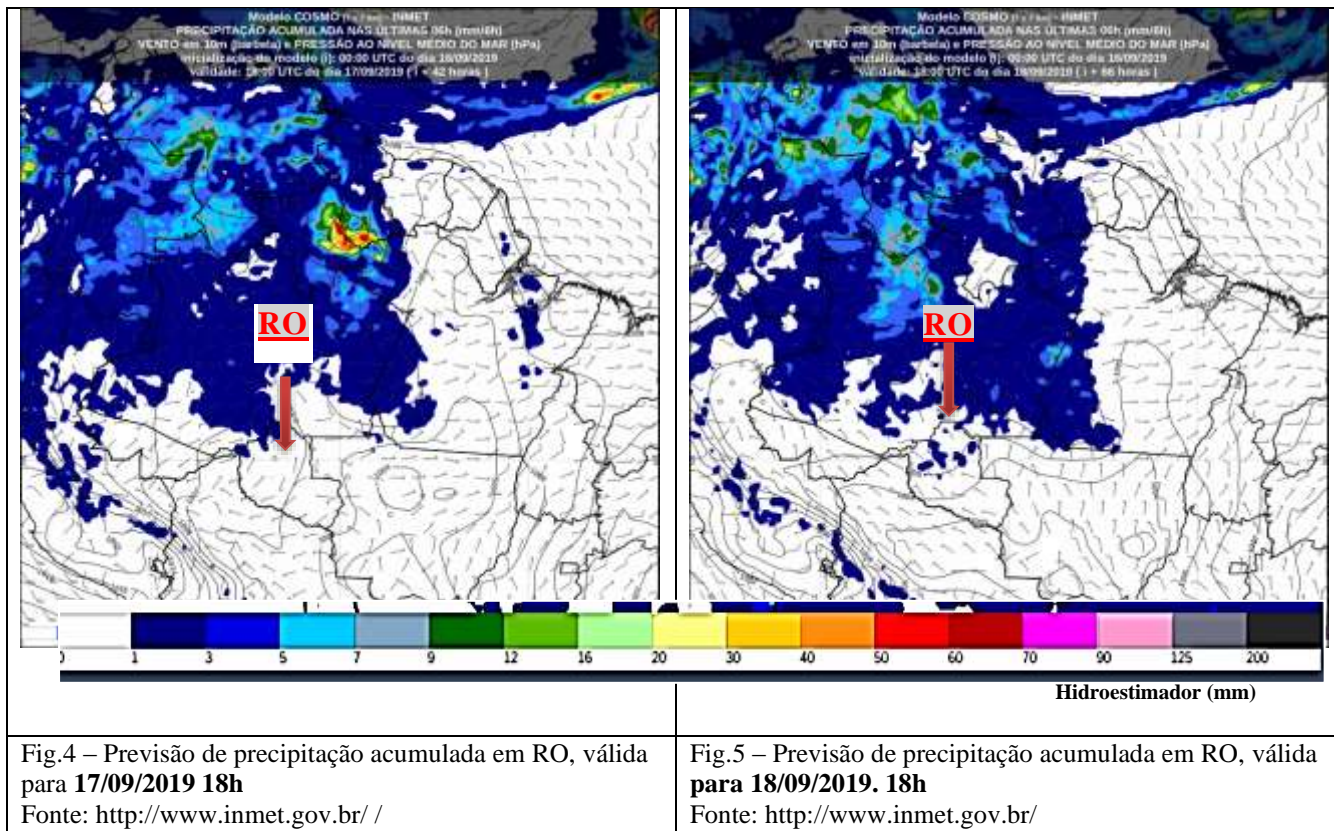 Modelo COSMO - INMET
PRECIPITAÇÃO ACUMULADA NAS ÚLTIMAS 06h (mm/6h)
VENTO em 10m (barbela) e PRESSÃO AO NÍVEL MÉDIO DO MAR (hPa)
inicialização do modelo (i): 00:00 UTC do dia 16/09/2019
validade: 18:00 UTC do dia 17/09/2019 ( i + 42 horas )
RO
Modelo COSMO - INMET
PRECIPITAÇÃO ACUMULADA NAS ÚLTIMAS 06h (mm/6h)
VENTO em 10m (barbela) e PRESSÃO AO NÍVEL MÉDIO DO MAR (hPa)
inicialização do modelo (i): 00:00 UTC do dia 16/09/2019
validade: 18:00 UTC do dia 18/09/2019 ( i + 66 horas )
RO
1 3 5 7 9 12 16 20 30 40 50 60 70 90 125 200
Hidroestimador (mm)
Fig.4 – Previsão de precipitação acumulada em RO, válida
para 17/09/2019 18h
Fonte: http://www.inmet.gov.br/ /
Fig.5 – Previsão de precipitação acumulada em RO, válida
para 18/09/2019. 18h
Fonte: http://www.inmet.gov.br/